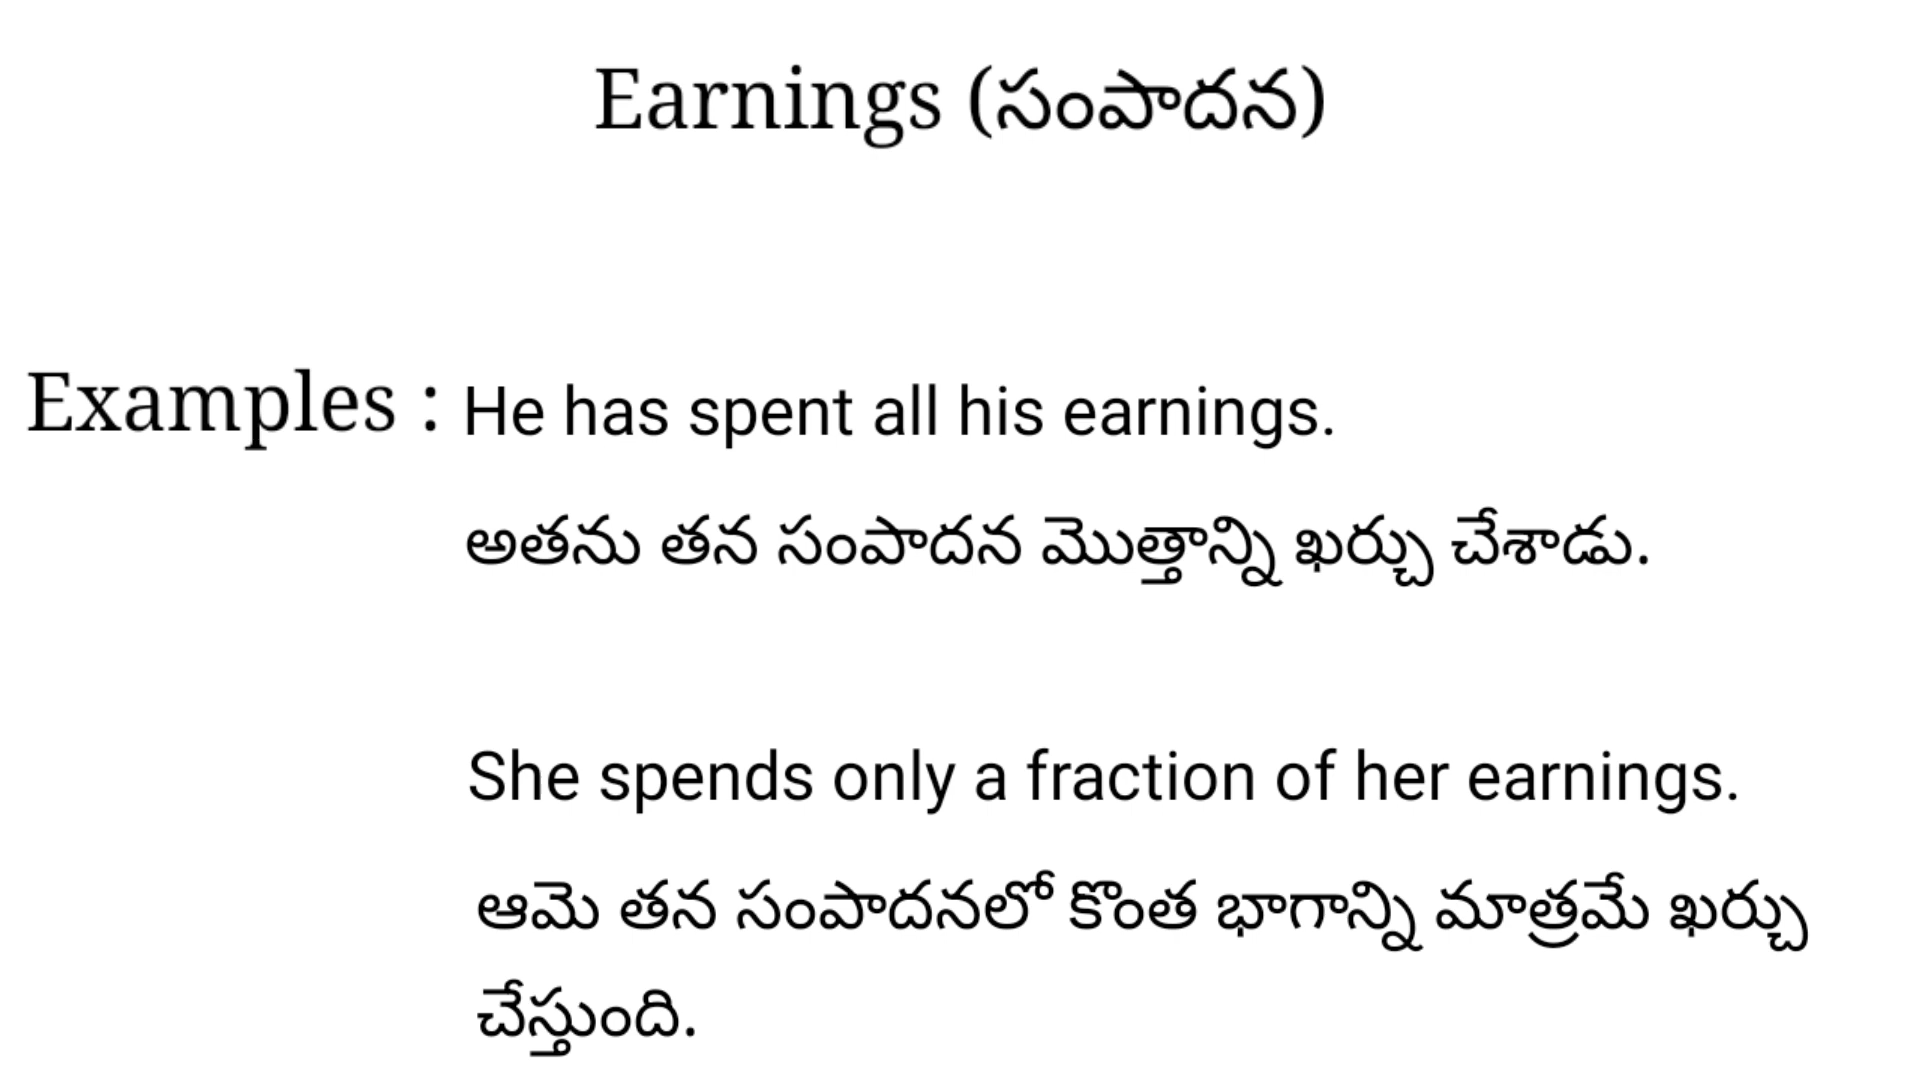 Earnings (సంపాదన)
Examples : He has spent all his earnings.
అతను తన సంపాదన మొత్తాన్ని ఖర్చు చేశాడు.
She spends only a fraction of her earnings.
ఆమె తన సంపాదనలో కొంత భాగాన్ని మాత్రమే ఖర్చు
చేస్తుంది.